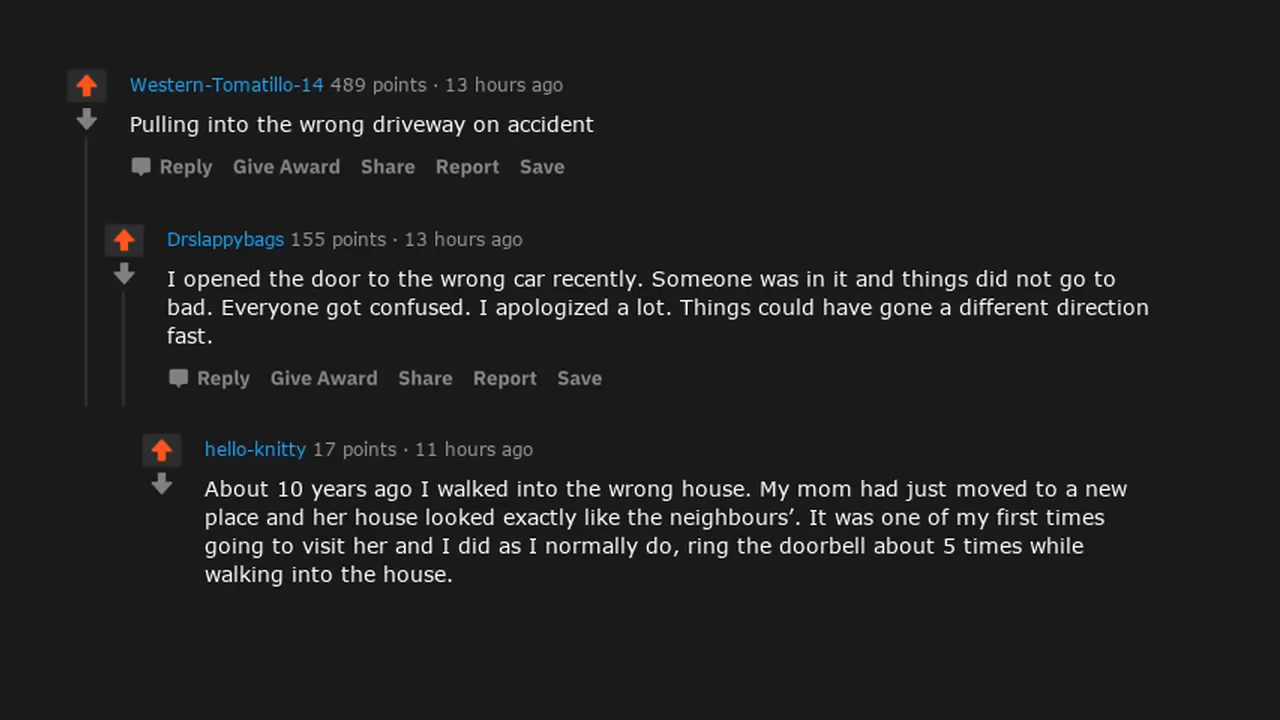 Western-Tomatillo-14 489 points · 13 hours ago
Pulling into the wrong driveway on accident
Reply Give Award Share Report Save
Drslappybags 155 points · 13 hours ago
I opened the door to the wrong car recently. Someone was in it and things did not go to
bad. Everyone got confused. I apologized a lot. Things could have gone a different direction
fast.
Reply Give Award Share Report Save
hello-knitty 17 points · 11 hours ago
About 10 years ago I walked into the wrong house. My mom had just moved to a new
place and her house looked exactly like the neighbours’. It was one of my first times
going to visit her and I did as I normally do, ring the doorbell about 5 times while
walking into the house.